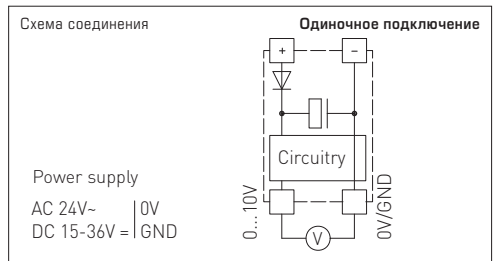 Схема соединения
Одиночное подключение
+
−
Circuitry
Power supply
AC 24V~ | 0V
DC 15-36V = | GND
0...10V
0V/GND
V